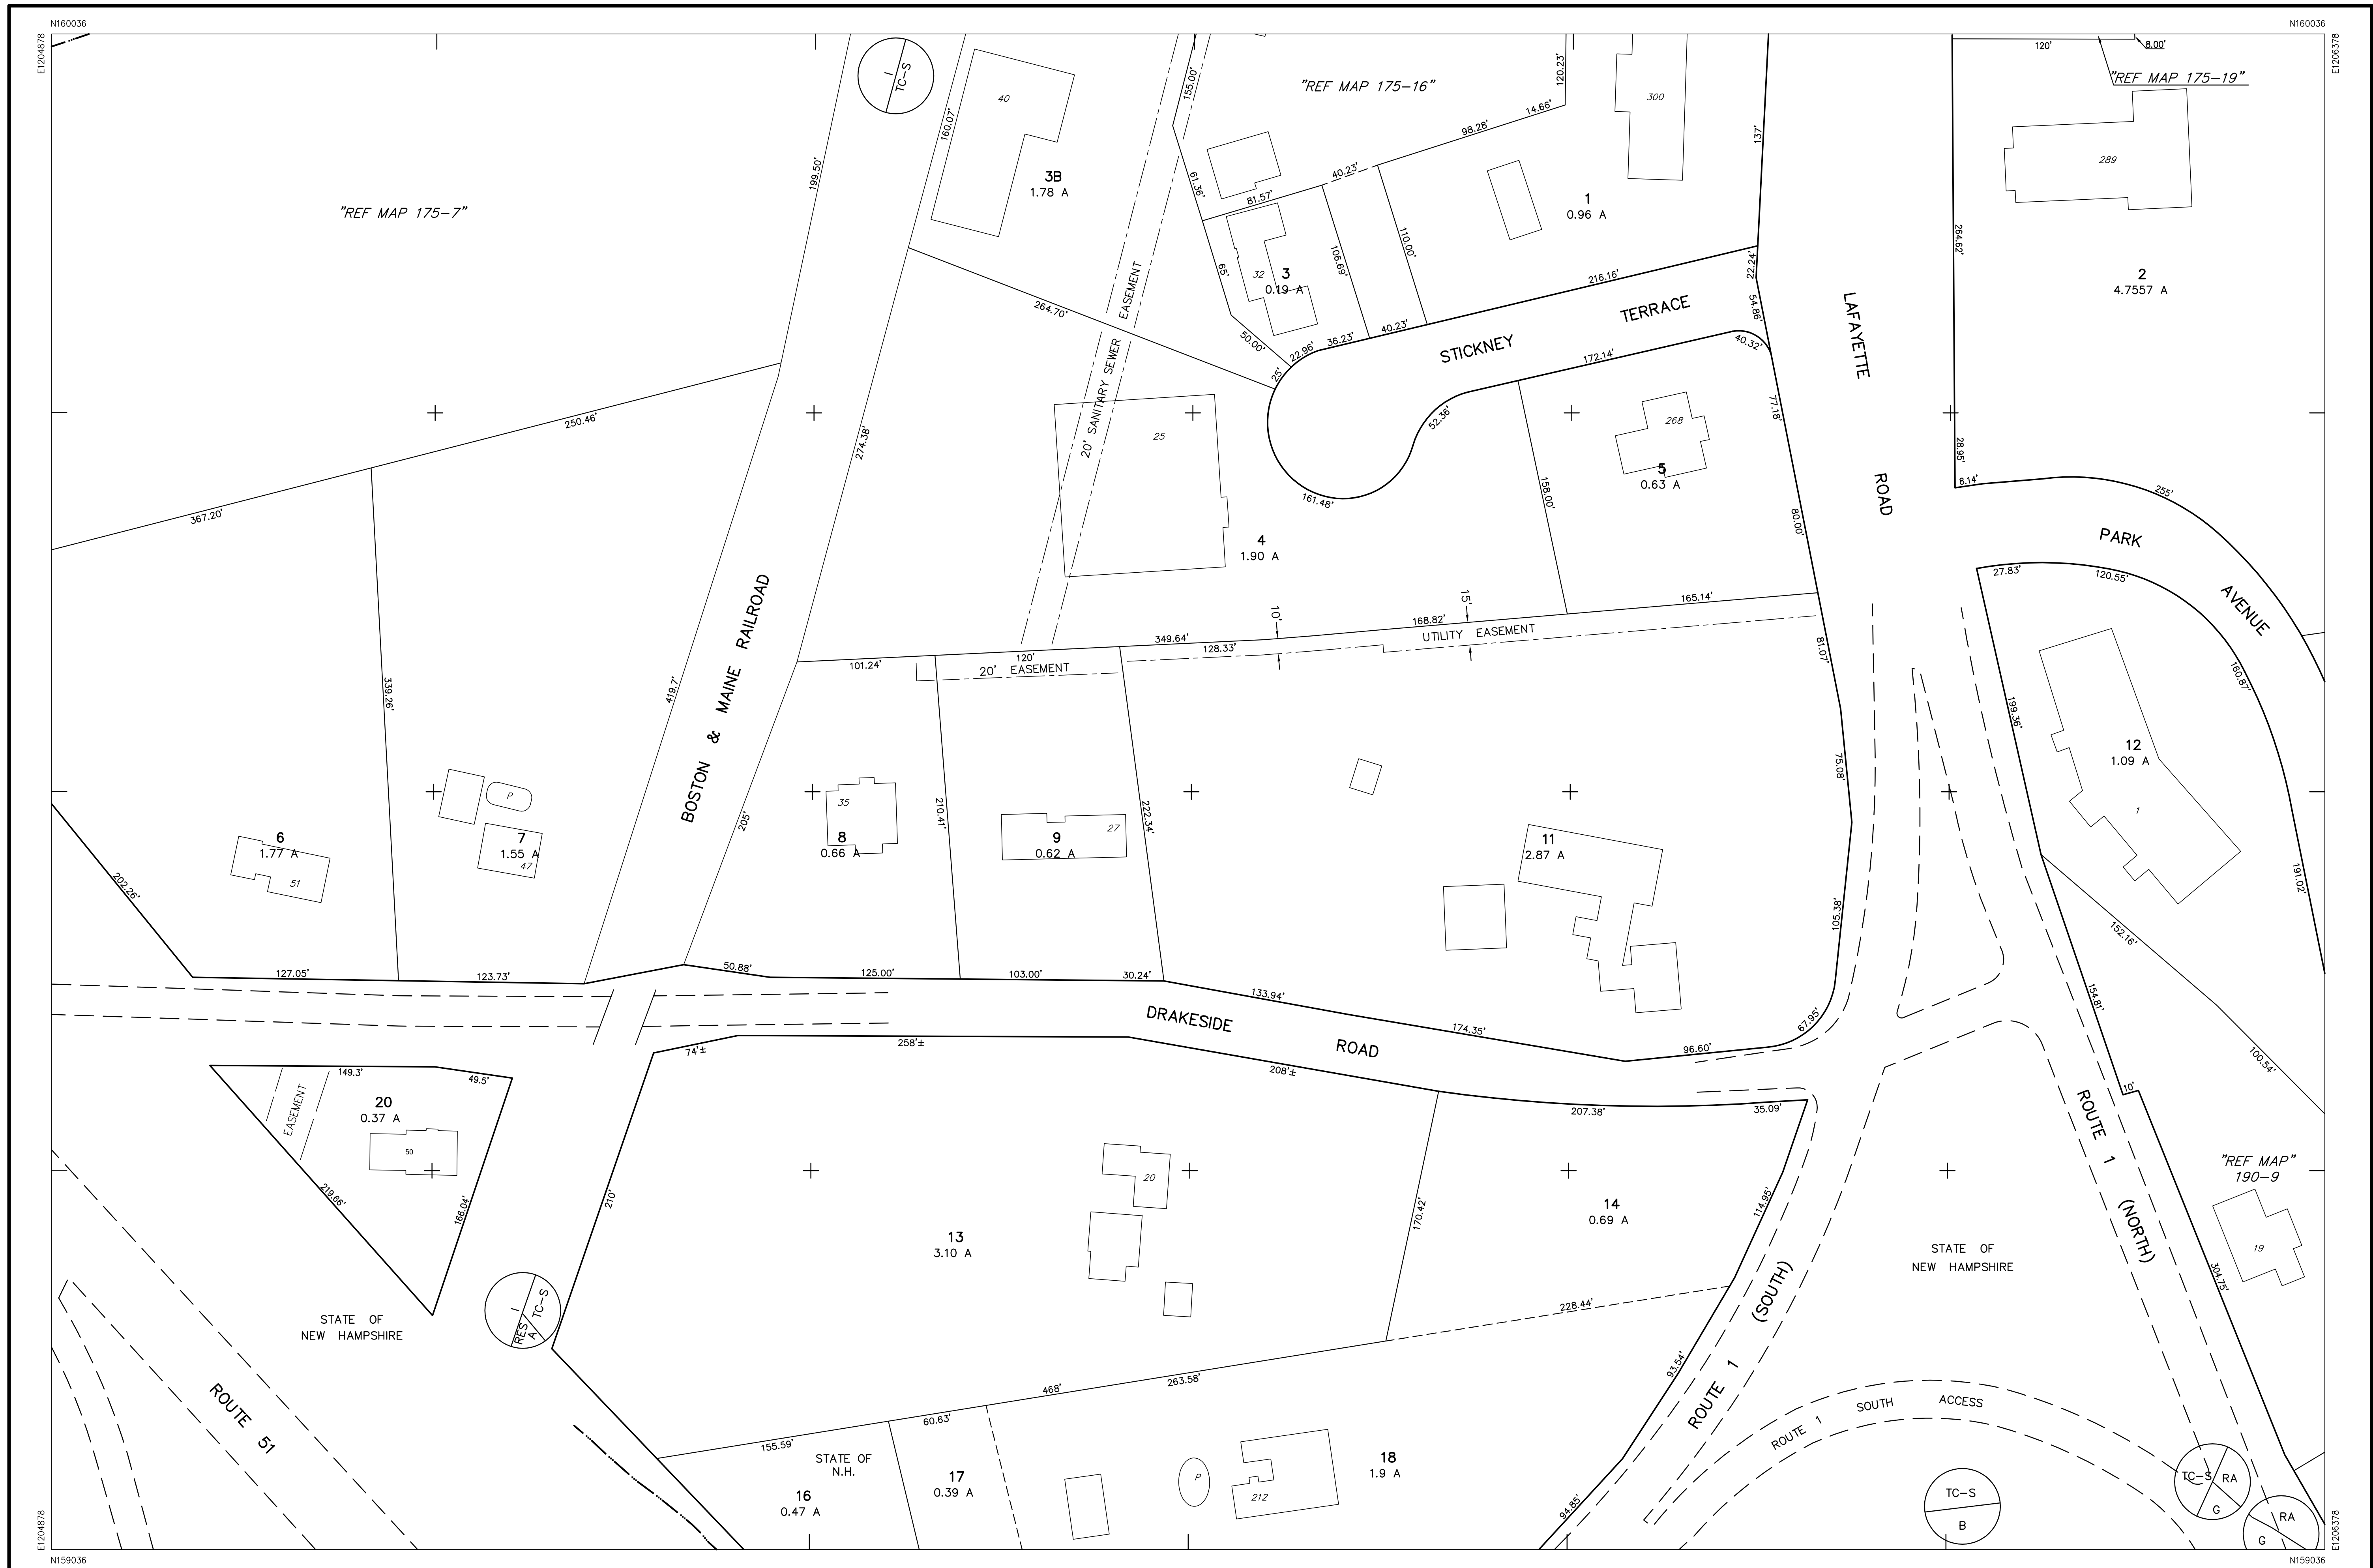 N160036
N160036
E1204878
E1206378
I
TC-S
"REF MAP 175-7"
"REF MAP 175-16"
"REF MAP 175-19"
120'
8.00'
40
3B
1.78 A
160.07'
199.50'
155.00'
61.36'
65'
50.00'
81.57'
40.23'
98.28'
14.66'
120.23'
300
137'
1
0.96 A
289
264.62'
2
4.7557 A
32
3
0.19 A
106.69'
110.00'
216.16'
22.24'
54.86'
264.70'
22.96'
36.23'
40.23'
25'
STICKNEY TERRACE
172.14'
40.32'
LAFAYETTE ROAD
250.46'
367.20'
274.38'
20' SANITARY SEWER EASEMENT
25
161.48'
52.36'
268
5
0.63 A
158.00'
77.18'
80.00'
28.95'
8.14'
255'
PARK AVENUE
27.83'
120.55'
160.87'
191.02'
4
1.90 A
BOSTON & MAINE RAILROAD
339.26'
419.7'
205'
101.24'
120'
349.64'
128.33'
10'
168.82'
15'
165.14'
UTILITY EASEMENT
20' EASEMENT
81.07'
75.08'
105.38'
67.95'
199.36'
12
1.09 A
1
6
1.77 A
51
P
7
1.55 A
47
35
8
0.66 A
210.41'
9
0.62 A
27
222.34'
11
2.87 A
202.26'
127.05'
123.73'
50.88'
125.00'
103.00'
30.24'
133.94'
174.35'
96.60'
152.16'
154.81'
100.54'
10'
DRAKESIDE ROAD
74'±
258'±
208'±
207.38'
35.09'
149.3'
49.5'
EASEMENT
20
0.37 A
50
219.66'
166.04'
210'
20
13
3.10 A
170.42'
14
0.69 A
114.95'
228.44'
93.54'
94.85'
ROUTE 1 (SOUTH)
ROUTE 1 (NORTH)
"REF MAP"
190-9
19
304.75'
STATE OF
NEW HAMPSHIRE
STATE OF
NEW HAMPSHIRE
RES A
I
TC-S
ROUTE 51
155.59'
60.63'
468'
263.58'
STATE OF
N.H.
16
0.47 A
17
0.39 A
P
212
18
1.9 A
ROUTE 1 SOUTH ACCESS
TC-S
B
TC-S
RA
G
RA
G
E1204878
E1206378
N159036
N159036